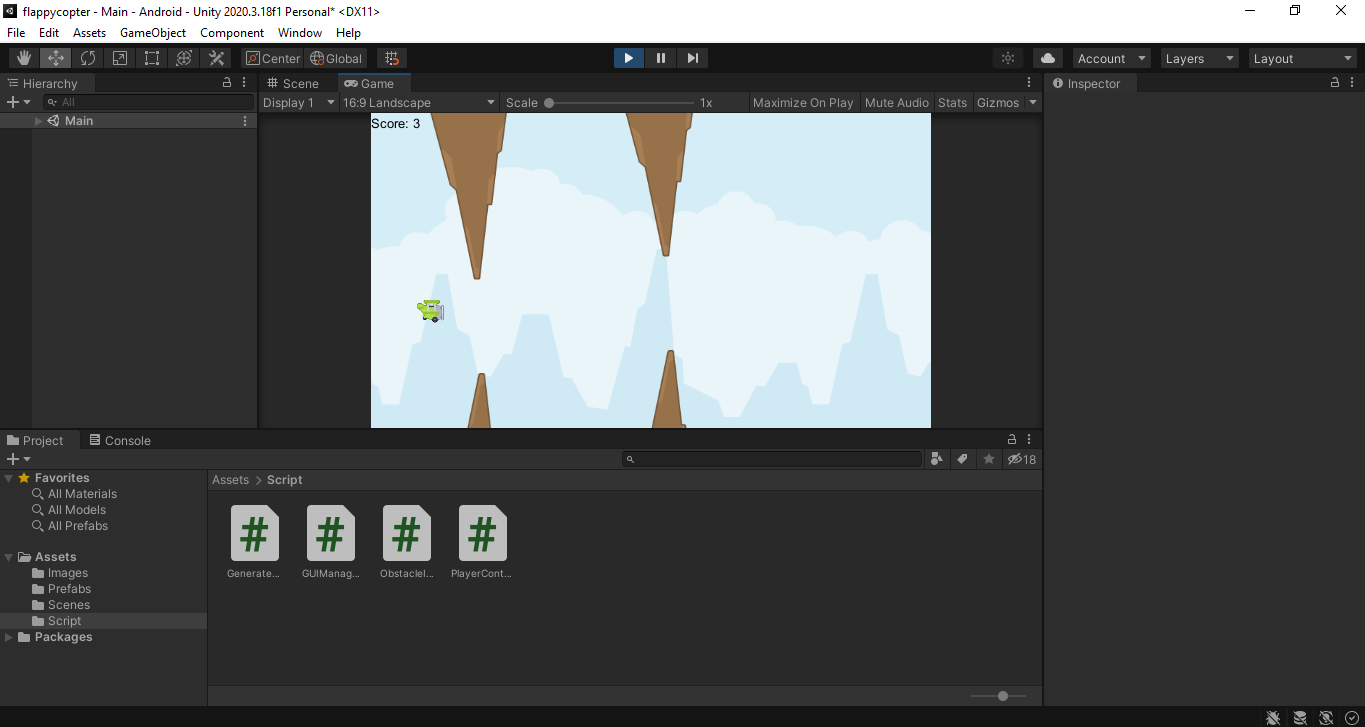 flappycopter - Main - Android - Unity 2020.3.18f1 Personal* <DX11>
File Edit Assets GameObject Component Window Help
Center Global Account Layers Layout
Hierarchy Scene Game Inspector
All Display 1 16:9 Landscape Scale 1x Maximize On Play Mute Audio Stats Gizmos
Main
Score: 3
Project Console
18
Favorites
All Materials
All Models
All Prefabs
Assets
Images
Prefabs
Scenes
Script
Packages
Assets > Script
# # # #
Generate... GUIManag... ObstacleI... PlayerCont...